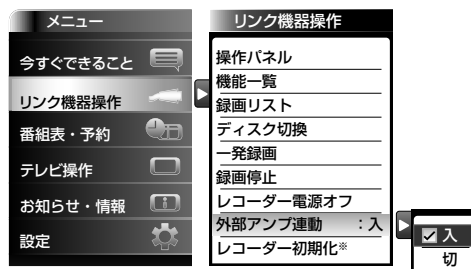 メニュー
今すぐできること
リンク機器操作
番組表・予約
テレビ操作
お知らせ・情報
設定
リンク機器操作
操作パネル
機能一覧
録画リスト
ディスク切換
一発録画
録画停止
レコーダー電源オフ
外部アンプ連動 ：入
レコーダー初期化※
入
切